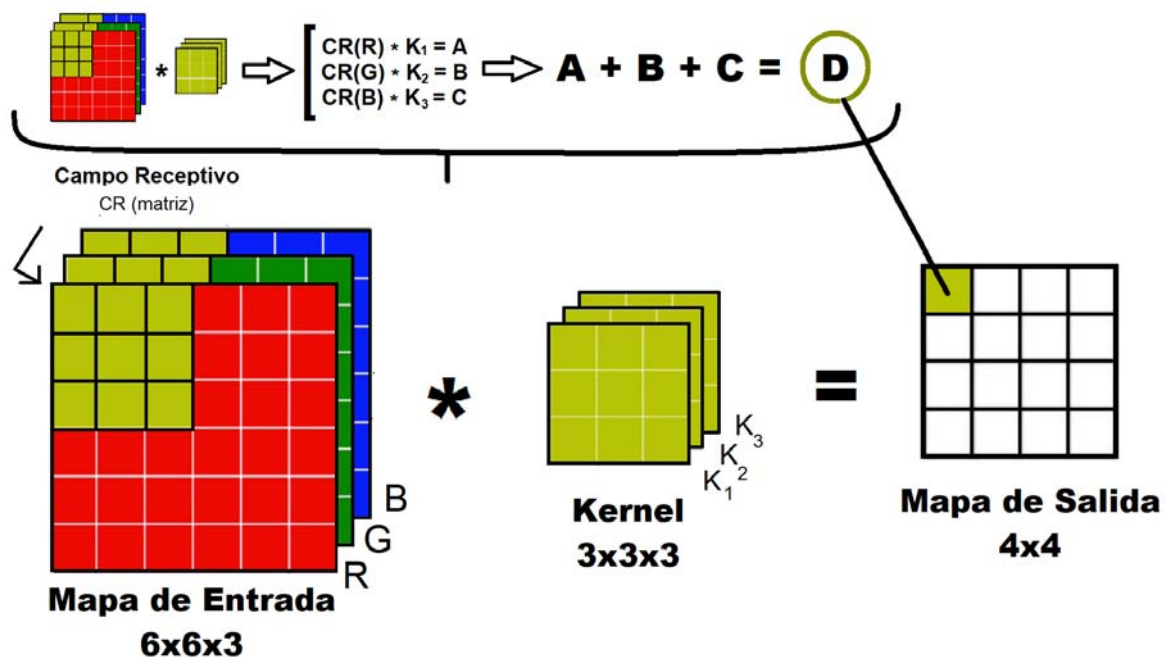 *
CR(R) * K₁ = A
CR(G) * K₂ = B
CR(B) * K₃ = C
A + B + C = D
Campo Receptivo
CR (matriz)
B
G
R
*
K₃
K₂
K₁
=
Mapa de Entrada
6x6x3
Kernel
3x3x3
Mapa de Salida
4x4